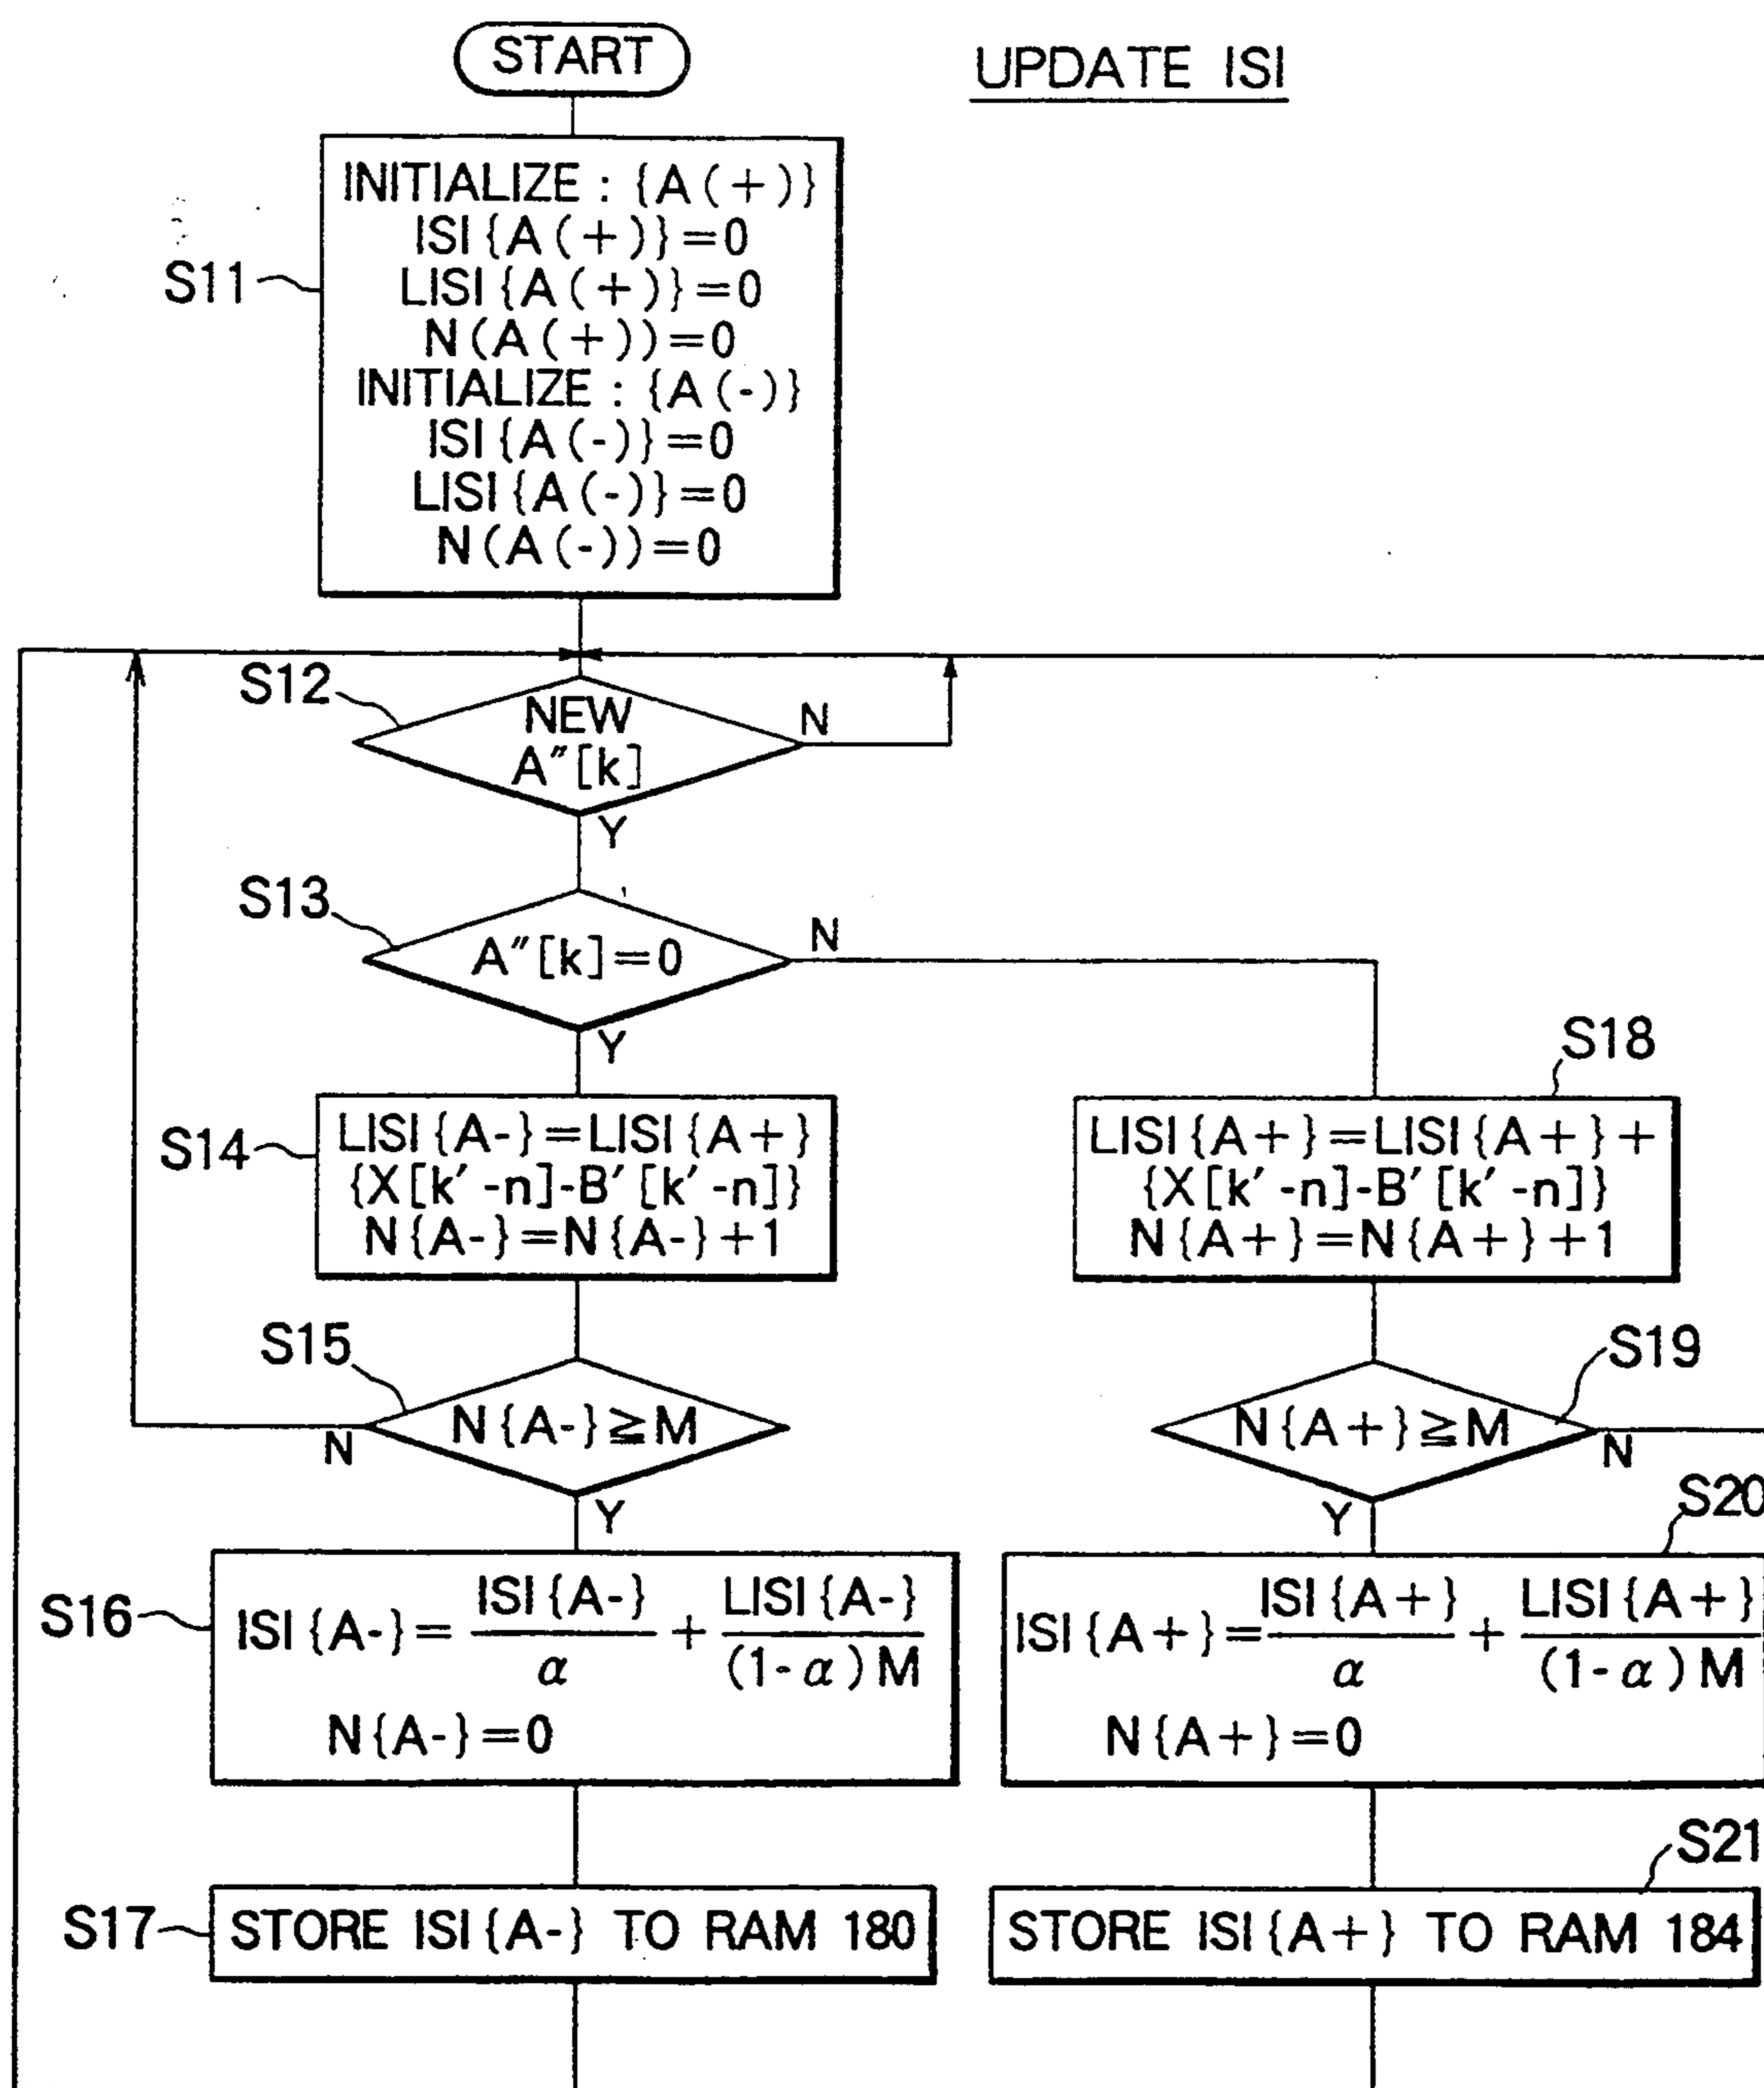 START
UPDATE ISI
INITIALIZE : {A(+)}
ISI{A(+)}=0
LISI{A(+)}=0
N(A(+))=0
INITIALIZE : {A(-)}
ISI{A(-)}=0
LISI{A(-)}=0
N(A(-))=0
S11
S12
NEW
A″[k]
N
Y
S13
A″[k]=0
N
Y
S14
LISI{A-}=LISI{A+}
{X[k′-n]-B′[k′-n]}
N{A-}=N{A-}+1
S18
LISI{A+}=LISI{A+}+
{X[k′-n]-B′[k′-n]}
N{A+}=N{A+}+1
S15
N{A-}≧M
N
Y
S19
N{A+}≧M
N
Y
S16
ISI{A-}= ISI{A-}/α + LISI{A-}/(1-α)M
N{A-}=0
S20
ISI{A+}= ISI{A+}/α + LISI{A+}/(1-α)M
N{A+}=0
S17
STORE ISI{A-} TO RAM 180
S21
STORE ISI{A+} TO RAM 184